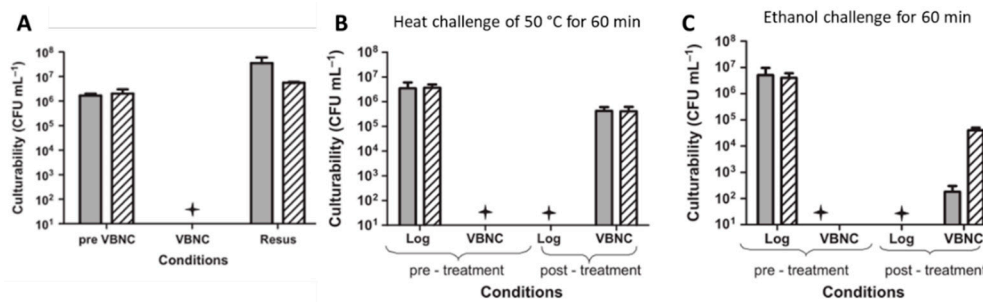 A
Culturability (CFU mL⁻¹)
10⁸
10⁷
10⁶
10⁵
10⁴
10³
10²
10¹
pre VBNC VBNC Resus
Conditions
B Heat challenge of 50 °C for 60 min
Culturability (CFU mL⁻¹)
10⁸
10⁷
10⁶
10⁵
10⁴
10³
10²
10¹
Log VBNC Log VBNC
pre - treatment post - treatment
Conditions
C Ethanol challenge for 60 min
Culturability (CFU mL⁻¹)
10⁸
10⁷
10⁶
10⁵
10⁴
10³
10²
10¹
Log VBNC Log VBNC
pre - treatment post - treatment
Conditions